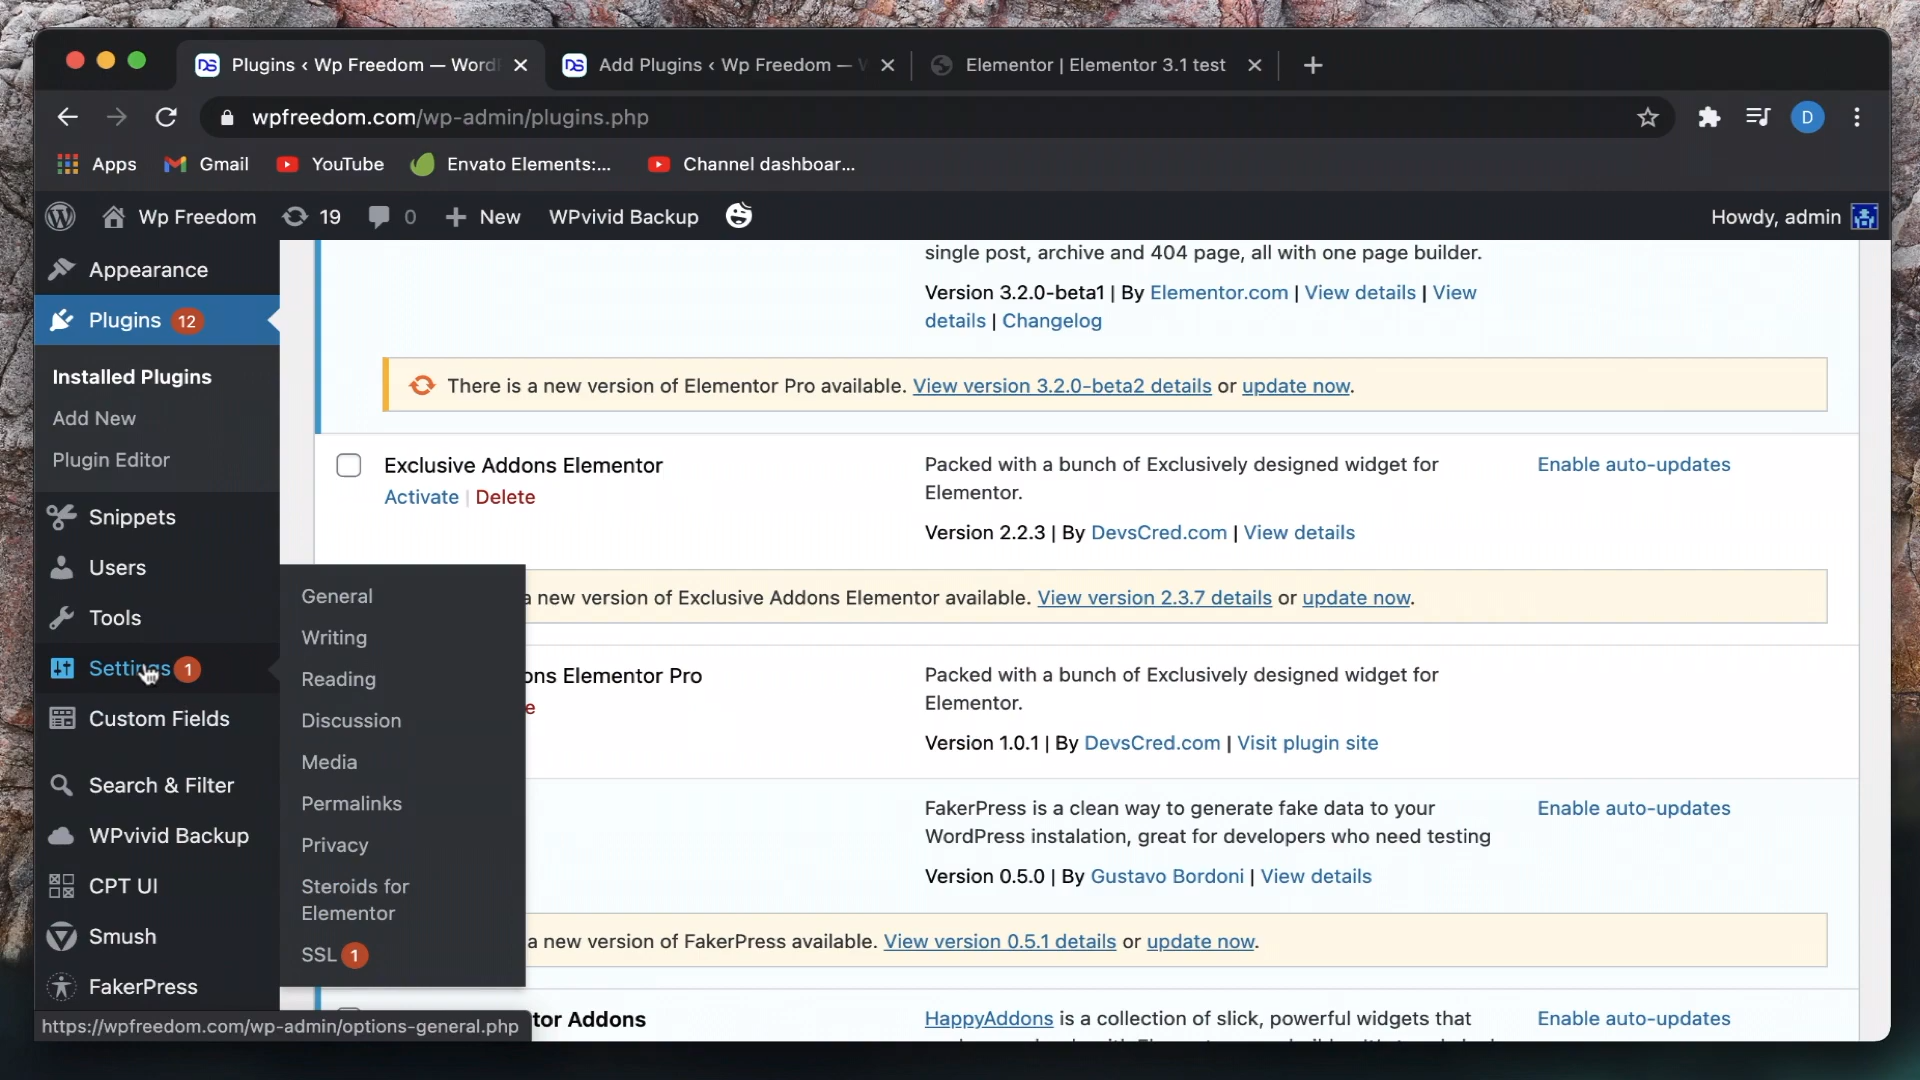 Plugins ‹ Wp Freedom — Word
Add Plugins ‹ Wp Freedom —
Elementor | Elementor 3.1 test
wpfreedom.com/wp-admin/plugins.php
D
Apps
Gmail
YouTube
Envato Elements:...
Channel dashboar...
Wp Freedom
19
0
New
WPvivid Backup
Howdy, admin
Appearance
Plugins 12
Installed Plugins
Add New
Plugin Editor
Snippets
Users
Tools
Settings 1
Custom Fields
Search & Filter
WPvivid Backup
CPT UI
Smush
FakerPress
https://wpfreedom.com/wp-admin/options-general.php
General
Writing
Reading
Discussion
Media
Permalinks
Privacy
Steroids for
Elementor
SSL 1
single post, archive and 404 page, all with one page builder.
Version 3.2.0-beta1 | By Elementor.com | View details | View
details | Changelog
There is a new version of Elementor Pro available. View version 3.2.0-beta2 details or update now.
Exclusive Addons Elementor
Activate | Delete
Packed with a bunch of Exclusively designed widget for
Elementor.
Version 2.2.3 | By DevsCred.com | View details
Enable auto-updates
a new version of Exclusive Addons Elementor available. View version 2.3.7 details or update now.
ons Elementor Pro
e
Packed with a bunch of Exclusively designed widget for
Elementor.
Version 1.0.1 | By DevsCred.com | Visit plugin site
FakerPress is a clean way to generate fake data to your
WordPress instalation, great for developers who need testing
Version 0.5.0 | By Gustavo Bordoni | View details
Enable auto-updates
a new version of FakerPress available. View version 0.5.1 details or update now.
tor Addons
HappyAddons is a collection of slick, powerful widgets that
Enable auto-updates